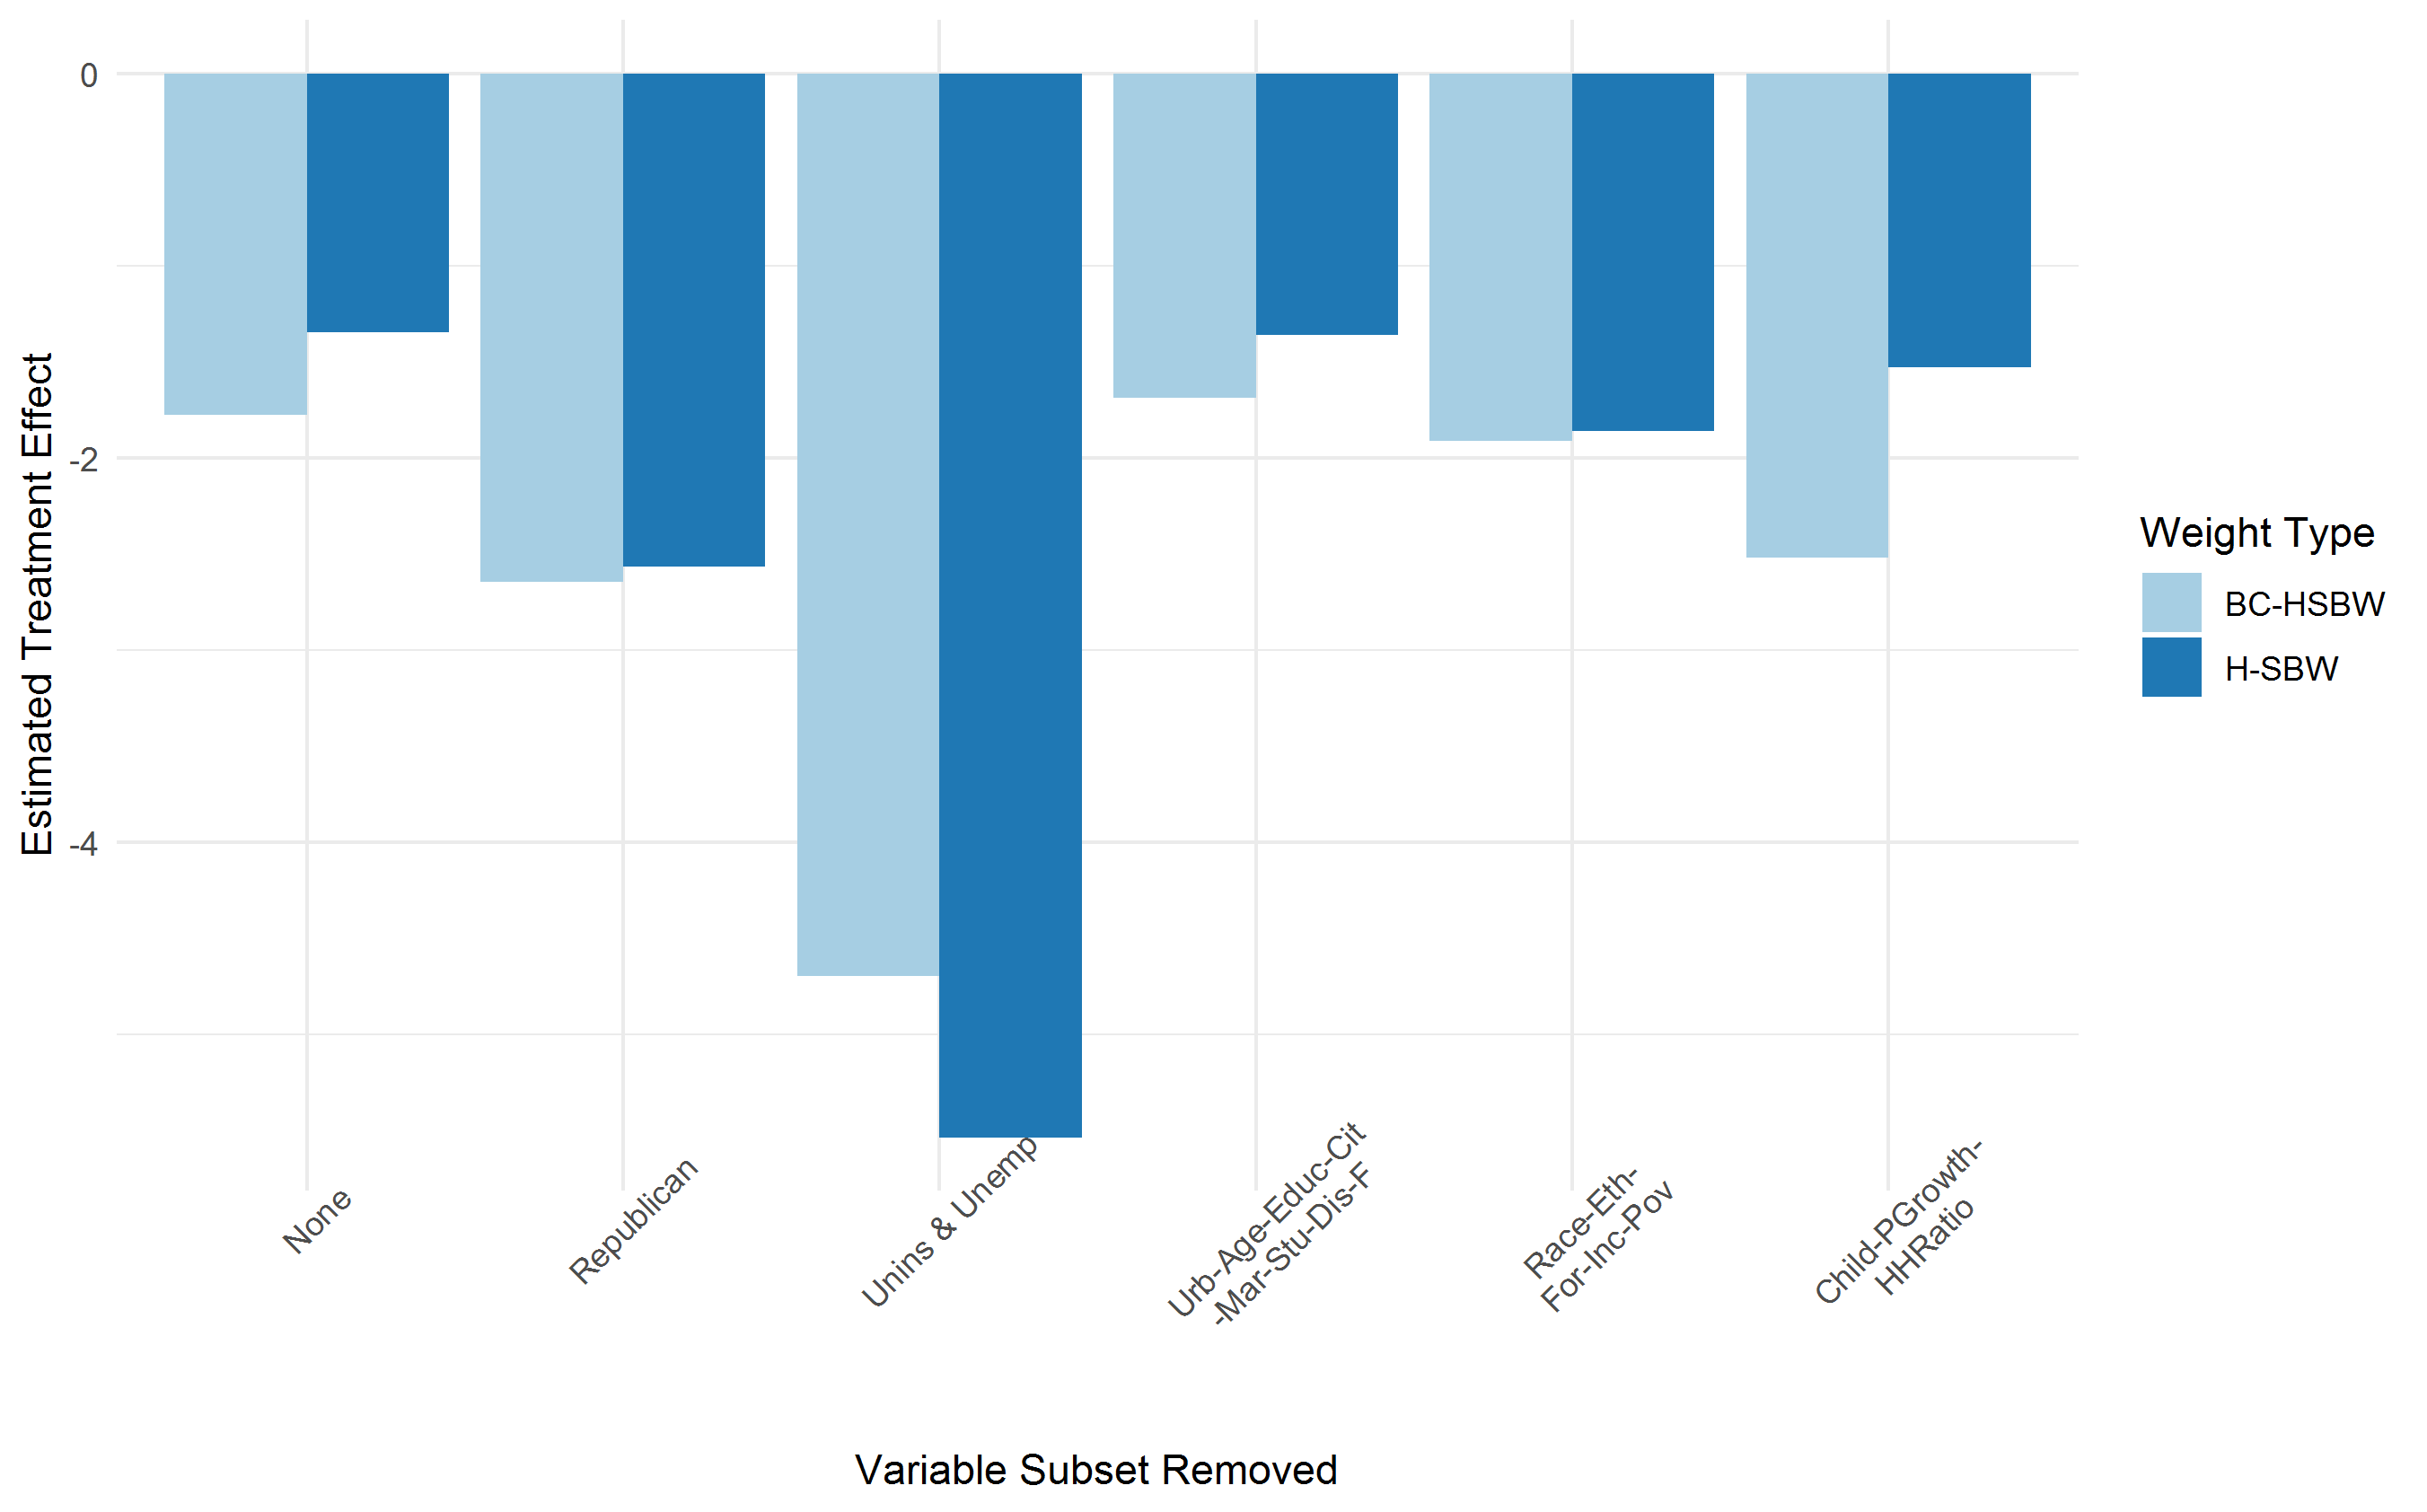 Estimated Treatment Effect
0
-2
-4
None
Republican
Unins & Unemp
Urb-Age-Educ-Cit
-Mar-Stu-Dis-F
Race-Eth-
For-Inc-Pov
Child-PGrowth-
HHRatio
Variable Subset Removed
Weight Type
BC-HSBW
H-SBW